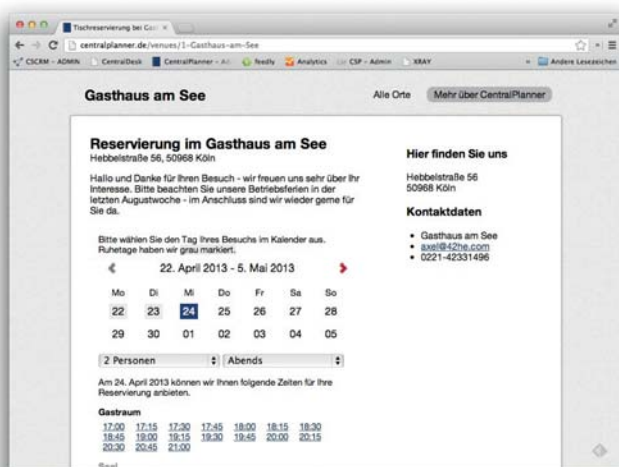 Tischreservierung bei Gast
centralplanner.de/venues/1-Gasthaus-am-See
CSCRM - ADMIN CentralDesk CentralPlanner - Ad feedly Analytics CSP - Admin XRAY » Andere Lesezeichen
Gasthaus am See
Alle Orte Mehr über CentralPlanner
Reservierung im Gasthaus am See
Hebbelstraße 56, 50968 Köln
Hallo und Danke für Ihren Besuch - wir freuen uns sehr über Ihr
Interesse. Bitte beachten Sie unsere Betriebsferien in der
letzten Augustwoche - im Anschluss sind wir wieder gerne für
Sie da.
Bitte wählen Sie den Tag Ihres Besuchs im Kalender aus.
Ruhetage haben wir grau markiert.
22. April 2013 - 5. Mai 2013
Mo Di Mi Do Fr Sa So
22 23 24 25 26 27 28
29 30 01 02 03 04 05
2 Personen Abends
Am 24. April 2013 können wir Ihnen folgende Zeiten für Ihre
Reservierung anbieten.
Gastraum
17:00 17:15 17:30 17:45 18:00 18:15 18:30
18:45 19:00 19:15 19:30 19:45 20:00 20:15
20:30 20:45 21:00
Hier finden Sie uns
Hebbelstraße 56
50968 Köln
Kontaktdaten
• Gasthaus am See
• axel@42he.com
• 0221-42331496